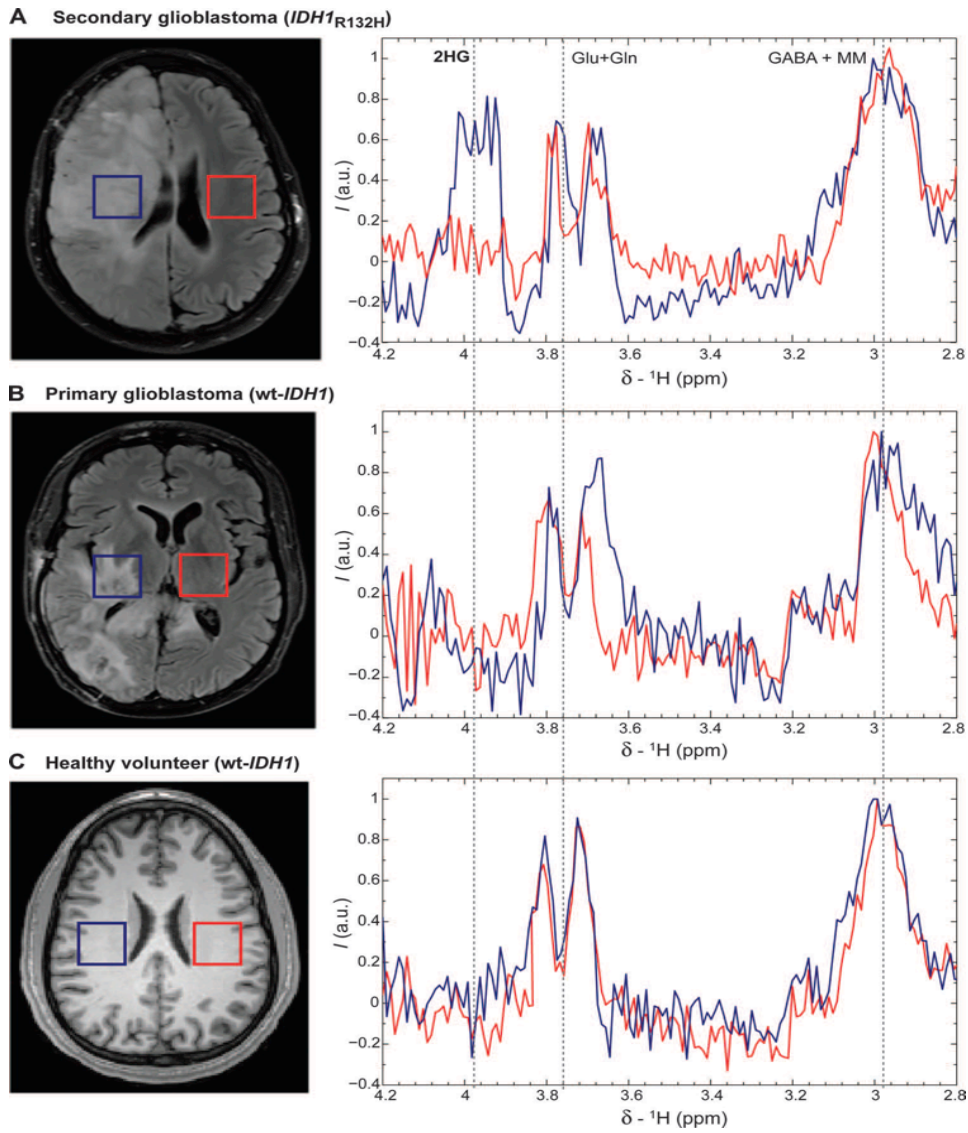 A Secondary glioblastoma (IDH1R132H)
2HG
Glu+Gln
GABA + MM
I (a.u.)
1
0.8
0.6
0.4
0.2
0
−0.2
−0.4
4.2 4 3.8 3.6 3.4 3.2 3 2.8
δ - ¹H (ppm)
B Primary glioblastoma (wt-IDH1)
I (a.u.)
1
0.8
0.6
0.4
0.2
0
−0.2
−0.4
4.2 4 3.8 3.6 3.4 3.2 3 2.8
δ - ¹H (ppm)
C Healthy volunteer (wt-IDH1)
I (a.u.)
1
0.8
0.6
0.4
0.2
0
−0.2
−0.4
4.2 4 3.8 3.6 3.4 3.2 3 2.8
δ - ¹H (ppm)